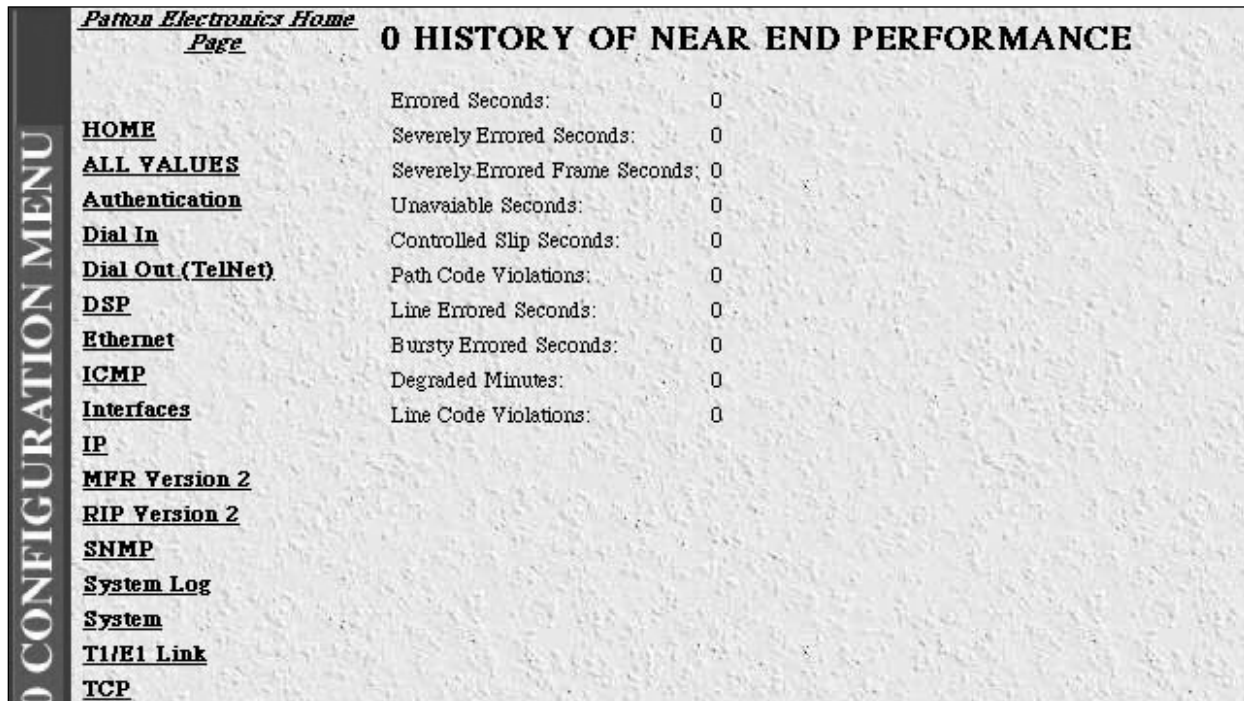 Patton Electronics Home
Page
0 HISTORY OF NEAR END PERFORMANCE
0 CONFIGURATION MENU
HOME
ALL VALUES
Authentication
Dial In
Dial Out (TelNet)
DSP
Ethernet
ICMP
Interfaces
IP
MFR Version 2
RIP Version 2
SNMP
System Log
System
T1/E1 Link
TCP
Errored Seconds: 0
Severely Errored Seconds: 0
Severely Errored Frame Seconds: 0
Unavaiable Seconds: 0
Controlled Slip Seconds: 0
Path Code Violations: 0
Line Errored Seconds: 0
Bursty Errored Seconds: 0
Degraded Minutes: 0
Line Code Violations: 0